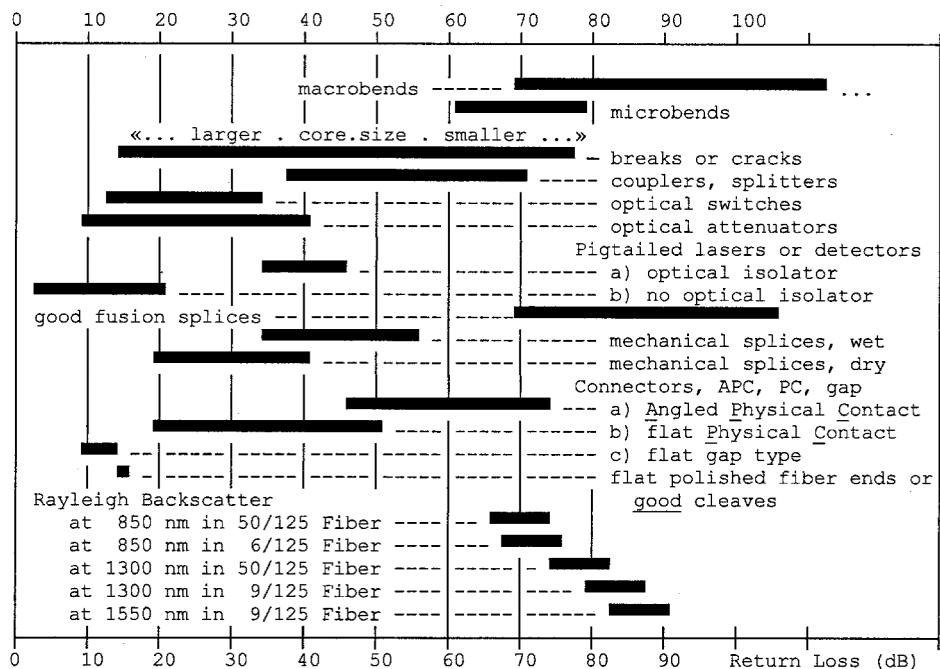 0 10 20 30 40 50 60 70 80 90 100
macrobends ...
microbends
«... larger . core.size . smaller ...»
breaks or cracks
couplers, splitters
optical switches
optical attenuators
Pigtailed lasers or detectors
a) optical isolator
b) no optical isolator
good fusion splices
mechanical splices, wet
mechanical splices, dry
Connectors, APC, PC, gap
a) Angled Physical Contact
b) flat Physical Contact
c) flat gap type
flat polished fiber ends or
good cleaves
Rayleigh Backscatter
at 850 nm in 50/125 Fiber
at 850 nm in 6/125 Fiber
at 1300 nm in 50/125 Fiber
at 1300 nm in 9/125 Fiber
at 1550 nm in 9/125 Fiber
0 10 20 30 40 50 60 70 80 90 Return Loss (dB)